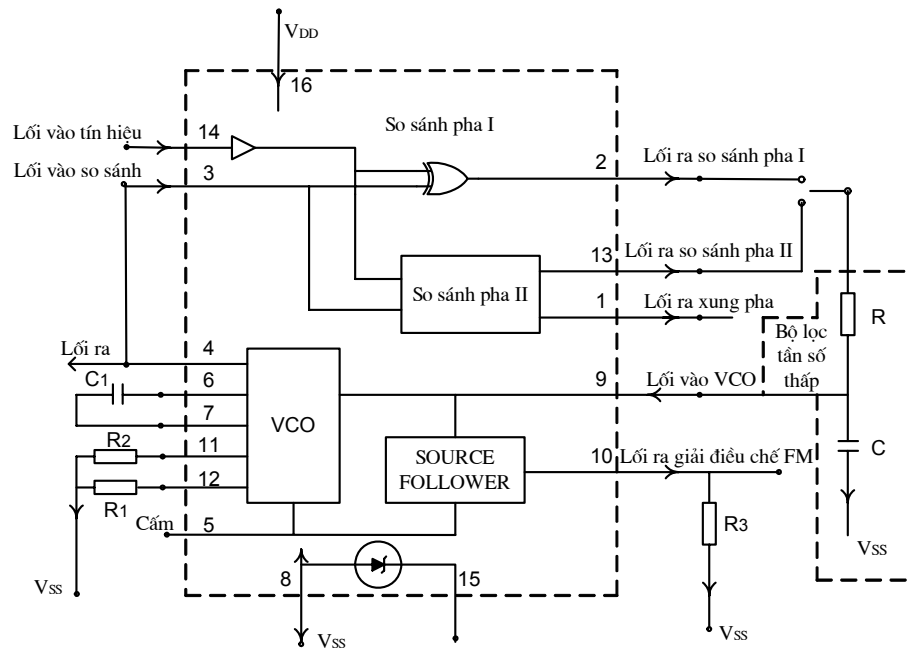 VDD
16
So sánh pha I
Lối vào tín hiệu
14
2
Lối ra so sánh pha I
Lối vào so sánh
3
13
Lối ra so sánh pha II
So sánh pha II
1
Lối ra xung pha
R
Bộ lọc
tần số
thấp
Lối ra
4
C1
6
9
Lối vào VCO
7
VCO
R2
11
SOURCE
FOLLOWER
10
Lối ra giải điều chế FM
C
12
R1
Cấm
5
R3
VSS
8
15
VSS
VSS
VSS